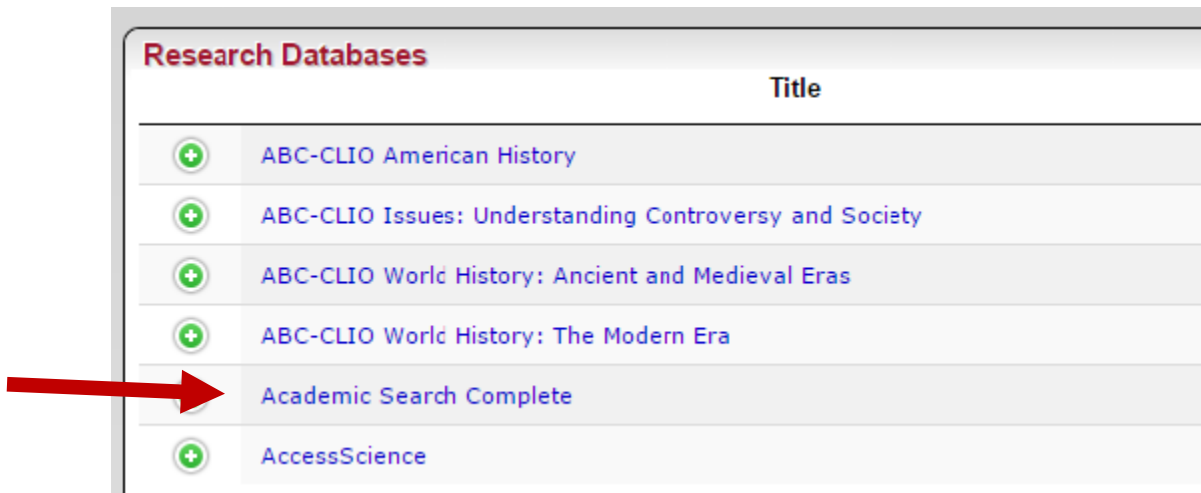 Research Databases
Title
ABC-CLIO American History
ABC-CLIO Issues: Understanding Controversy and Society
ABC-CLIO World History: Ancient and Medieval Eras
ABC-CLIO World History: The Modern Era
Academic Search Complete
AccessScience